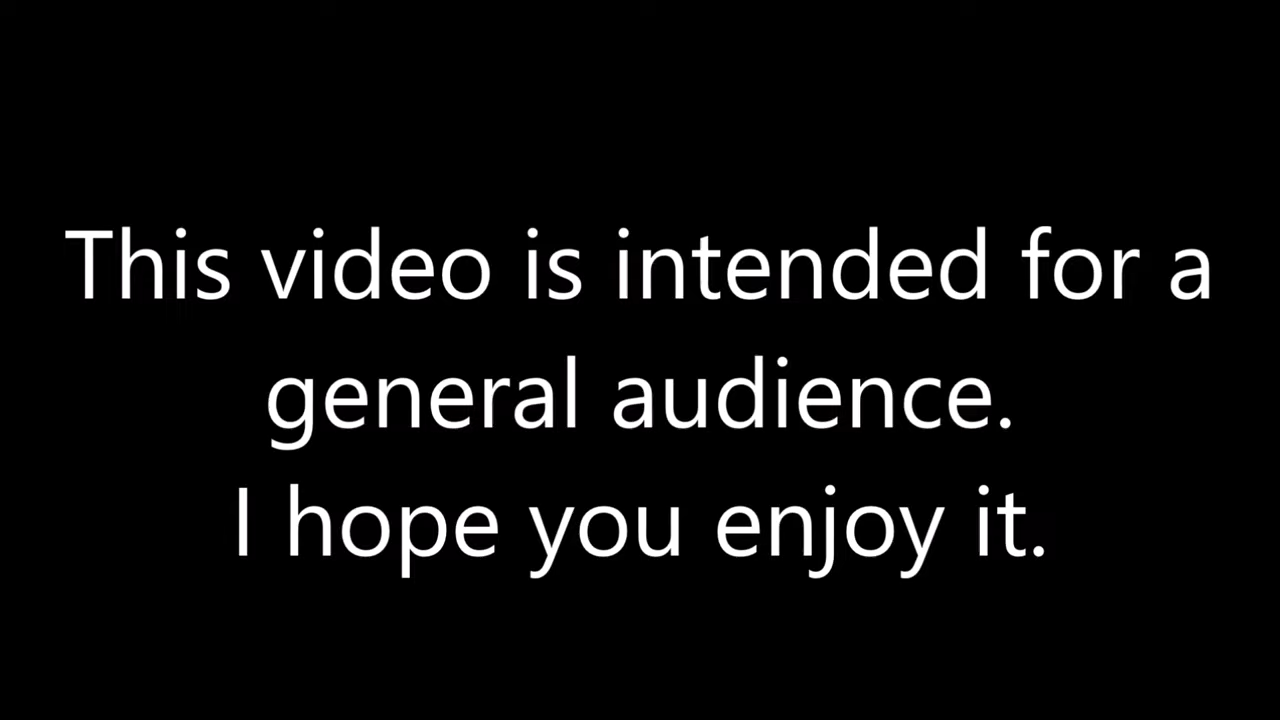 This video is intended for a
general audience.
I hope you enjoy it.